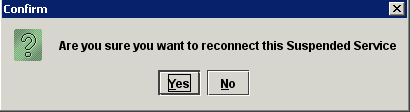 Confirm
Are you sure you want to reconnect this Suspended Service
Yes
No